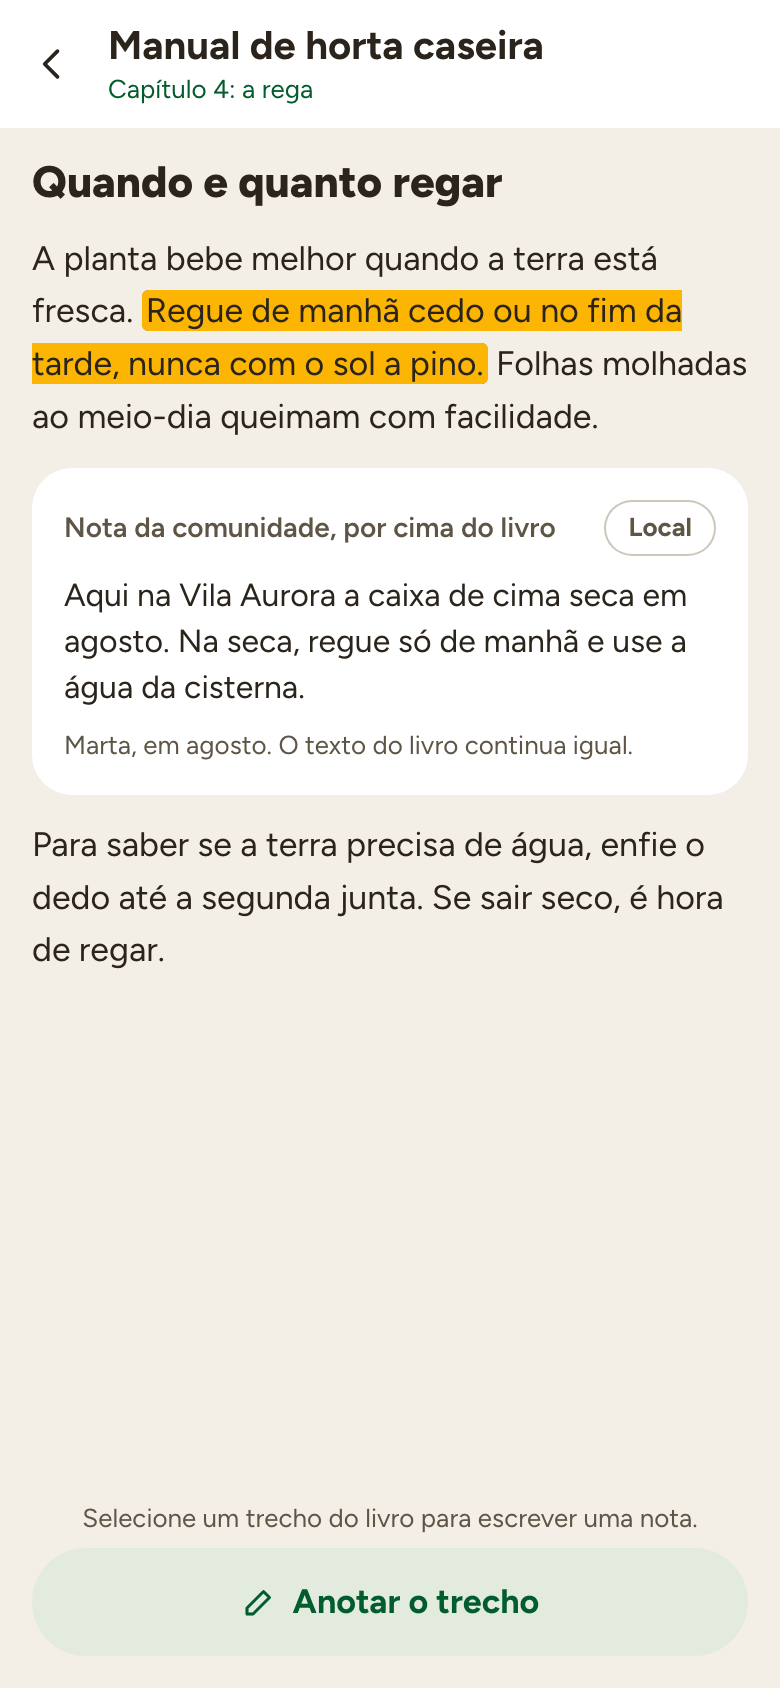 Manual de horta caseira
Capítulo 4: a rega
Quando e quanto regar
A planta bebe melhor quando a terra está
fresca. Regue de manhã cedo ou no fim da
tarde, nunca com o sol a pino. Folhas molhadas
ao meio-dia queimam com facilidade.
Nota da comunidade, por cima do livro
Local
Aqui na Vila Aurora a caixa de cima seca em
agosto. Na seca, regue só de manhã e use a
água da cisterna.
Marta, em agosto. O texto do livro continua igual.
Para saber se a terra precisa de água, enfie o
dedo até a segunda junta. Se sair seco, é hora
de regar.
Selecione um trecho do livro para escrever uma nota.
Anotar o trecho